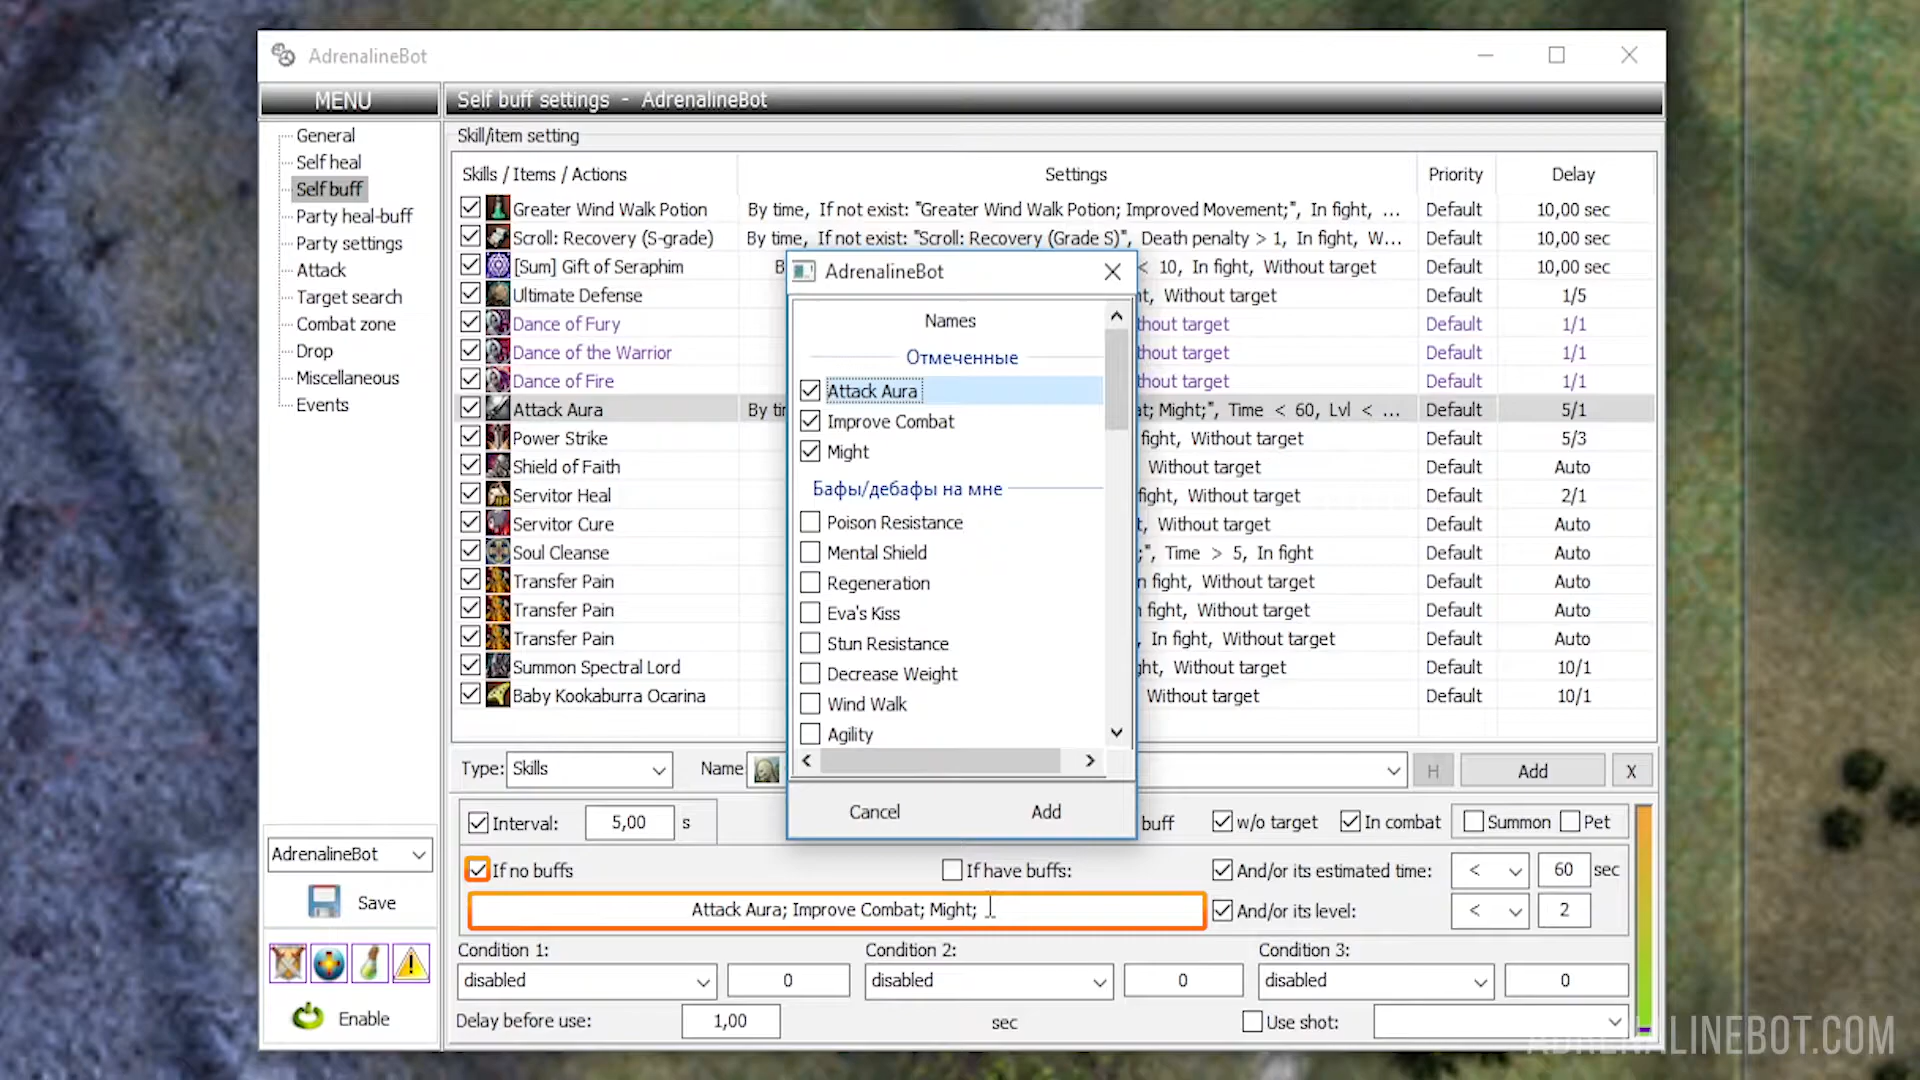 AdrenalineBot
MENU
Self buff settings - AdrenalineBot
General
Self heal
Self buff
Party heal-buff
Party settings
Attack
Target search
Combat zone
Drop
Miscellaneous
Events
Skill/item setting
Skills / Items / Actions Settings Priority Delay
Greater Wind Walk Potion By time, If not exist: "Greater Wind Walk Potion; Improved Movement;", In fight, ... Default 10,00 sec
Scroll: Recovery (S-grade) By time, If not exist: "Scroll: Recovery (Grade S)", Death penalty > 1, In fight, W... Default 10,00 sec
[Sum] Gift of Seraphim < 10, In fight, Without target Default 10,00 sec
Ultimate Defense Without target Default 1/5
Dance of Fury target Default 1/1
Dance of the Warrior target Default 1/1
Dance of Fire target Default 1/1
Attack Aura By Might;", Time < 60, Lvl < ... Default 5/1
Power Strike fight, Without target Default 5/3
Shield of Faith Without target Default Auto
Servitor Heal Without target Default 2/1
Servitor Cure Without target Default Auto
Soul Cleanse ;", Time > 5, In fight Default Auto
Transfer Pain fight, Without target Default Auto
Transfer Pain fight, Without target Default Auto
Transfer Pain In fight, Without target Default Auto
Summon Spectral Lord Without target Default 10/1
Baby Kookaburra Ocarina Without target Default 10/1
AdrenalineBot
Names
Отмеченные
Attack Aura
Improve Combat
Might
Бафы/дебафы на мне
Poison Resistance
Mental Shield
Regeneration
Eva's Kiss
Stun Resistance
Decrease Weight
Wind Walk
Agility
Cancel Add
Type: Skills Name H Add X
Interval: 5,00 s buff w/o target In combat Summon Pet
If no buffs If have buffs: And/or its estimated time: < 60 sec
Attack Aura; Improve Combat; Might; And/or its level: < 2
Condition 1: Condition 2: Condition 3:
disabled 0 disabled 0 disabled 0
Delay before use: 1,00 sec Use shot:
AdrenalineBot
Save
Enable
ADRENALINEBOT.COM